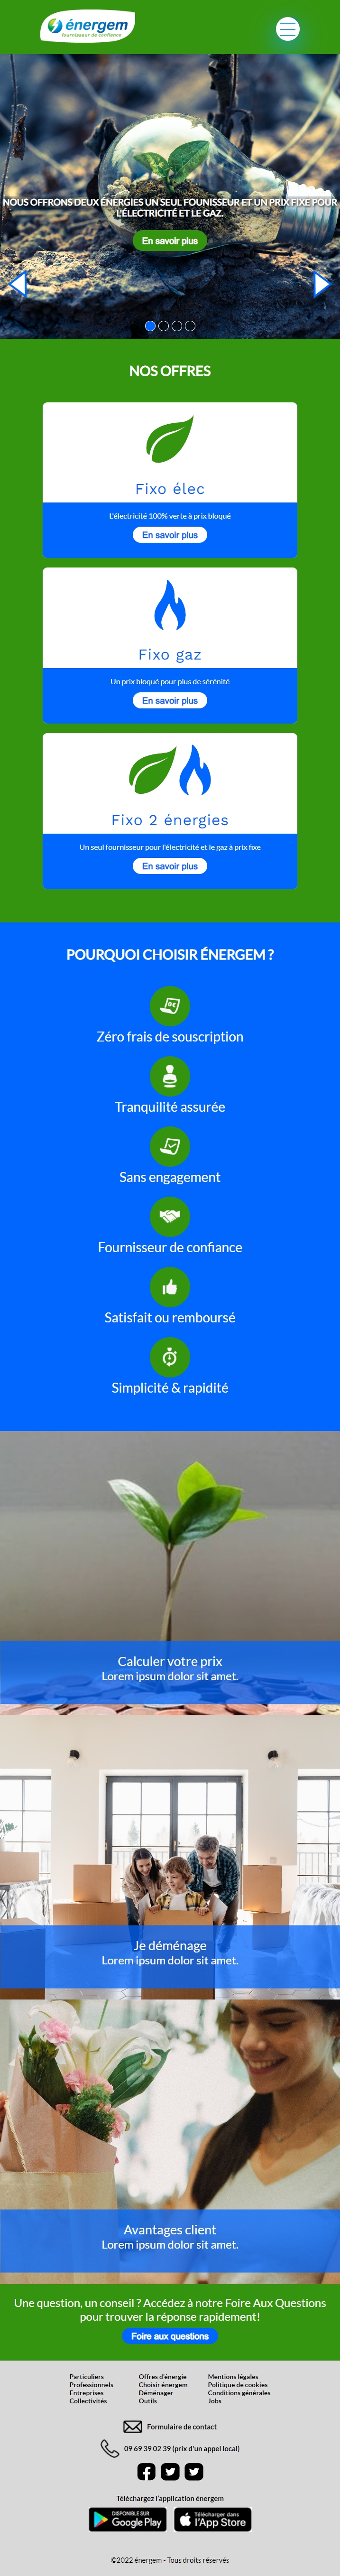 énergem
fournisseur de confiance
NOUS OFFRONS DEUX ÉNERGIES UN SEUL FOUNISSEUR ET UN PRIX FIXE POUR
L'ÉLECTRICITÉ ET LE GAZ.
En savoir plus
NOS OFFRES
Fixo élec
L'électricité 100% verte à prix bloqué
En savoir plus
Fixo gaz
Un prix bloqué pour plus de sérénité
En savoir plus
Fixo 2 énergies
Un seul fournisseur pour l'électricité et le gaz à prix fixe
En savoir plus
POURQUOI CHOISIR ÉNERGEM ?
0€
Zéro frais de souscription
Tranquilité assurée
Sans engagement
Fournisseur de confiance
Satisfait ou remboursé
Simplicité & rapidité
Calculer votre prix
Lorem ipsum dolor sit amet.
Je déménage
Lorem ipsum dolor sit amet.
Avantages client
Lorem ipsum dolor sit amet.
Une question, un conseil ? Accédez à notre Foire Aux Questions
pour trouver la réponse rapidement!
Foire aux questions
Particuliers
Professionnels
Entreprises
Collectivités
Offres d'énergie
Choisir énergem
Déménager
Outils
Mentions légales
Politique de cookies
Conditions générales
Jobs
Formulaire de contact
09 69 39 02 39 (prix d'un appel local)
Téléchargez l'application énergem
DISPONIBLE SUR
Google Play
Télécharger dans
l'App Store
©2022 énergem - Tous droits réservés